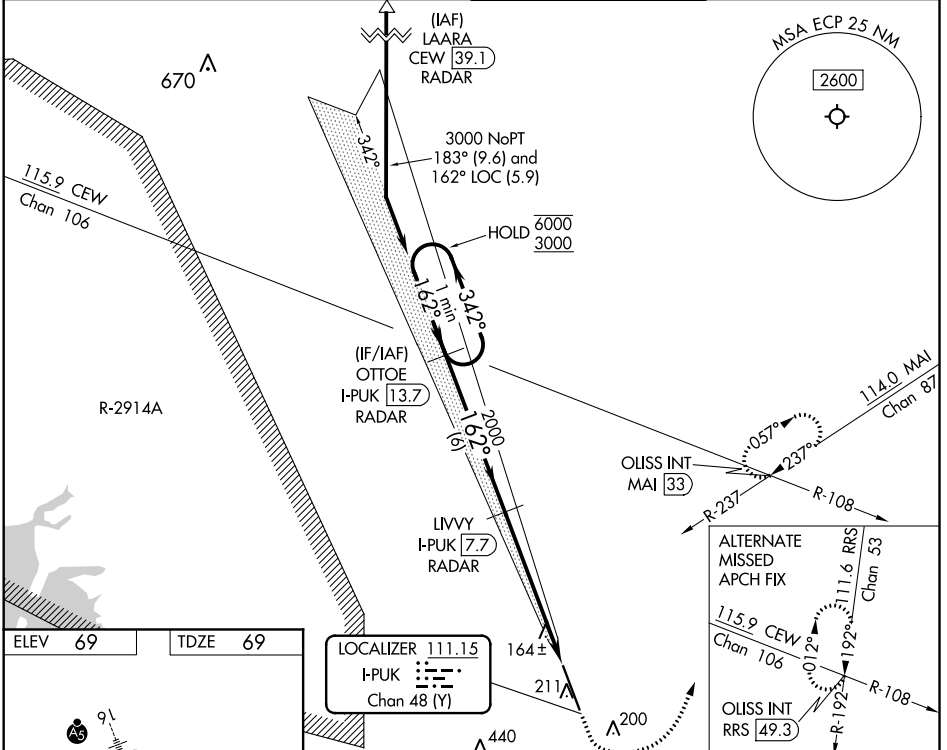 (IAF)
LAARA
CEW 39.1
RADAR
MSA ECP 25 NM
2600
670
342°
3000 NoPT
183° (9.6) and
162° LOC (5.9)
115.9 CEW
Chan 106
HOLD 6000
3000
162°
1 min
342°
(IF/IAF)
OTTOE
I-PUK 13.7
RADAR
R-2914A
2000
162°
(6)
114.0 MAI
Chan 87
057°
237°
OLISS INT
MAI 33
R-237
R-108
LIVVY
I-PUK 7.7
RADAR
ALTERNATE
MISSED
APCH FIX
111.6 RRS
Chan 53
115.9 CEW
Chan 106
012°
192°
R-108
OLISS INT
RRS 49.3
R-192
ELEV 69
TDZE 69
LOCALIZER 111.15
I-PUK
Chan 48 (Y)
164±
211
200
440
A5
16